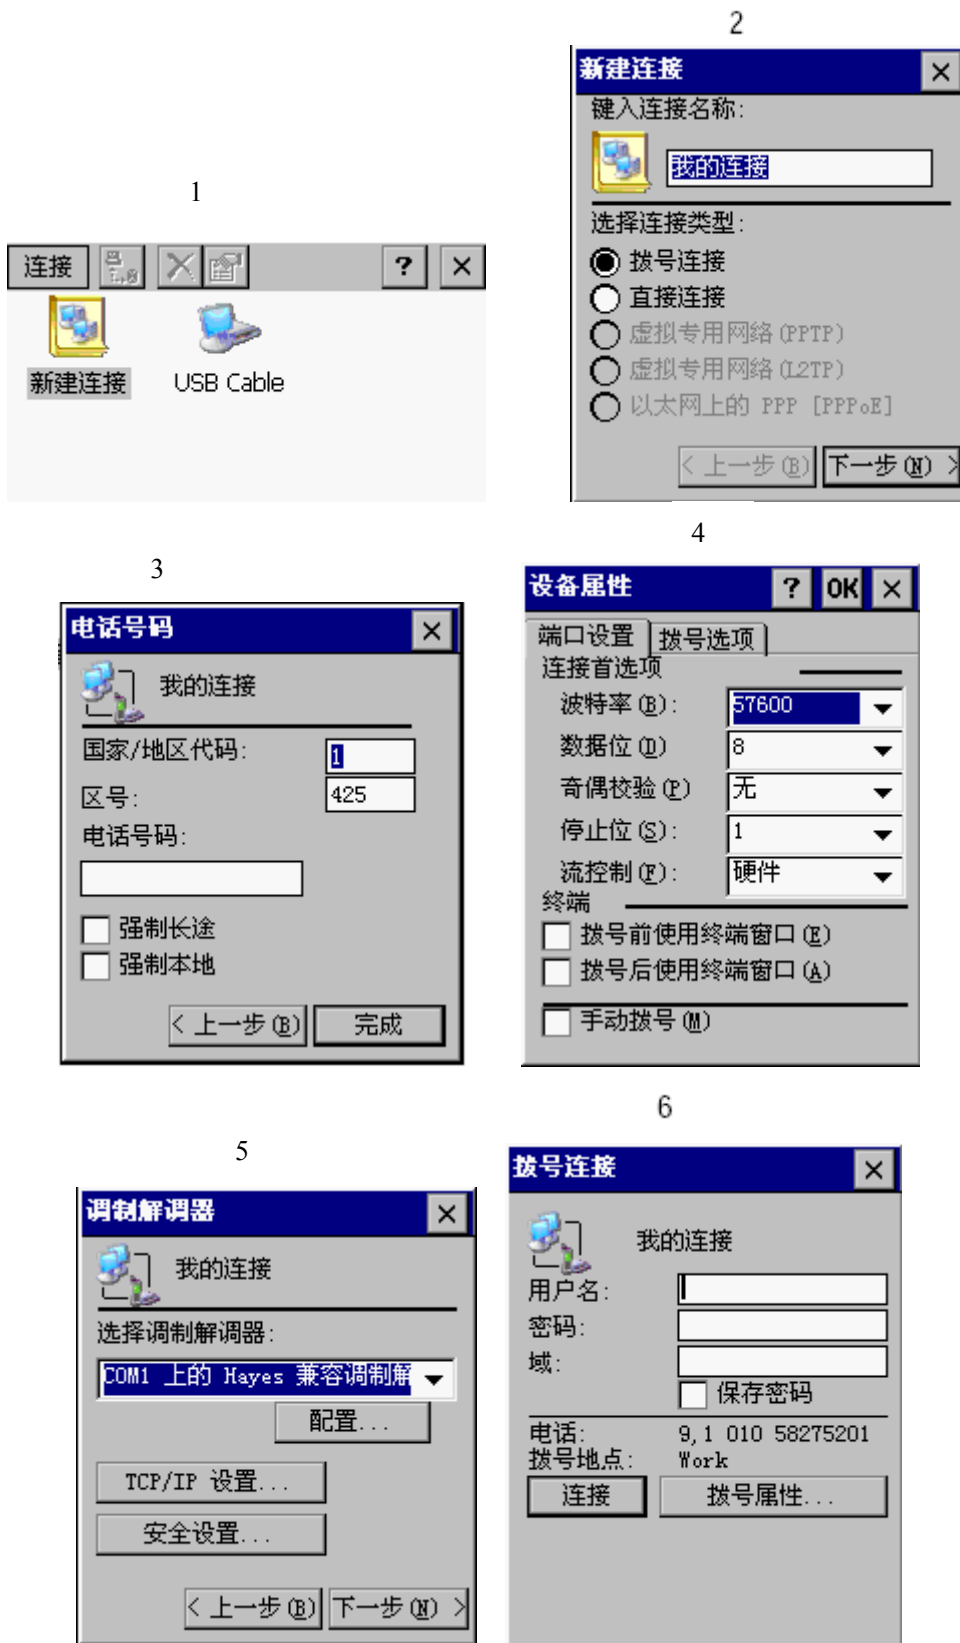 1
连接
?
新建连接
USB Cable
2
新建连接
键入连接名称:
我的连接
选择连接类型:
拨号连接
直接连接
虚拟专用网络(PPTP)
虚拟专用网络(L2TP)
以太网上的 PPP [PPPoE]
< 上一步(B)
下一步(N) >
3
电话号码
我的连接
国家/地区代码:
1
区号:
425
电话号码:
强制长途
强制本地
< 上一步(B)
完成
4
设备属性
? OK
端口设置
拨号选项
连接首选项
波特率(B):
57600
数据位(D)
8
奇偶校验(P)
无
停止位(S):
1
流控制(F):
硬件
终端
拨号前使用终端窗口(E)
拨号后使用终端窗口(A)
手动拨号(M)
5
调制解调器
我的连接
选择调制解调器:
COM1 上的 Hayes 兼容调制解
配置...
TCP/IP 设置...
安全设置...
< 上一步(B)
下一步(N) >
6
拨号连接
我的连接
用户名:
密码:
域:
保存密码
电话:
9,1 010 58275201
拨号地点:
Work
连接
拨号属性...